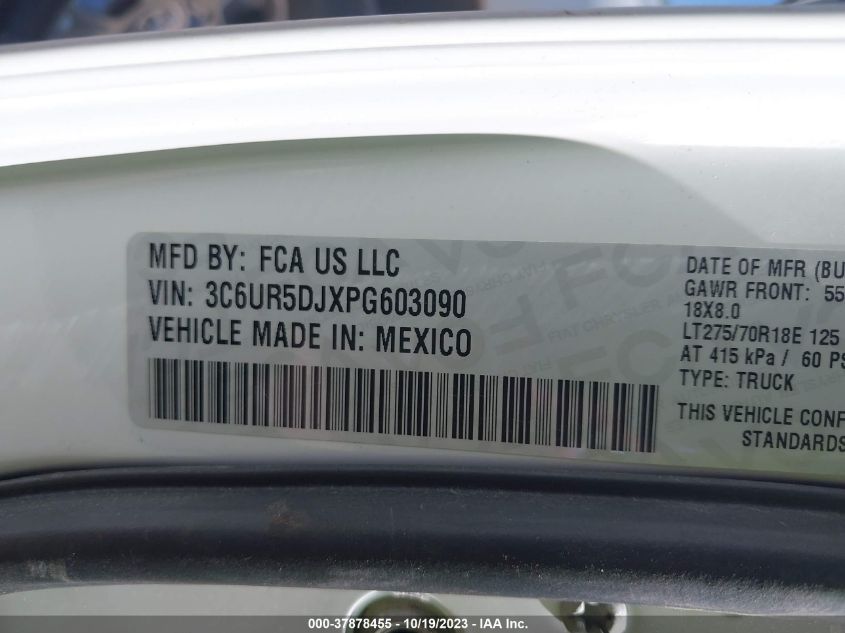 MFD BY: FCA US LLC
VIN: 3C6UR5DJXPG603090
VEHICLE MADE IN: MEXICO
DATE OF MFR (BU
GAWR FRONT: 55
18X8.0
LT275/70R18E 125
AT 415 kPa / 60 PS
TYPE: TRUCK
THIS VEHICLE CONF
STANDARDS
000-37878455 - 10/19/2023 - IAA Inc.